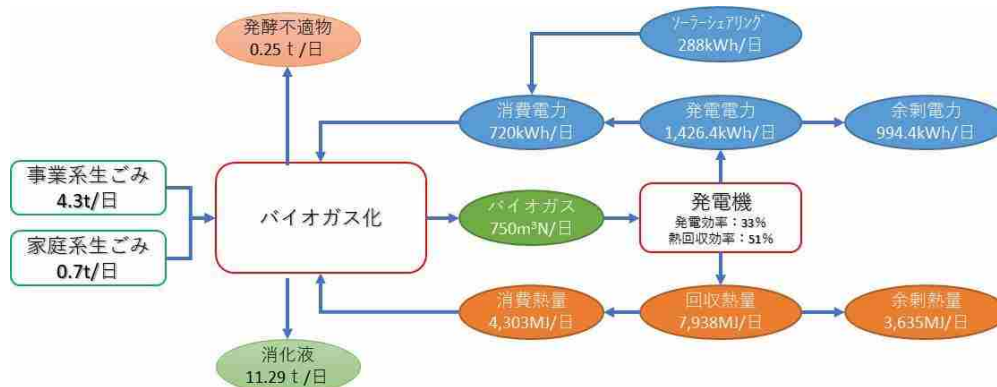 発酵不適物
0.25ｔ/日
ｿｰﾗｰｼｪｱﾘﾝｸﾞ
288kWh/日
消費電力
720kWh/日
発電電力
1,426.4kWh/日
余剰電力
994.4kWh/日
事業系生ごみ
4.3t/日
家庭系生ごみ
0.7t/日
バイオガス化
バイオガス
750m³N/日
発電機
発電効率：33%
熱回収効率：51%
消費熱量
4,303MJ/日
回収熱量
7,938MJ/日
余剰熱量
3,635MJ/日
消化液
11.29ｔ/日